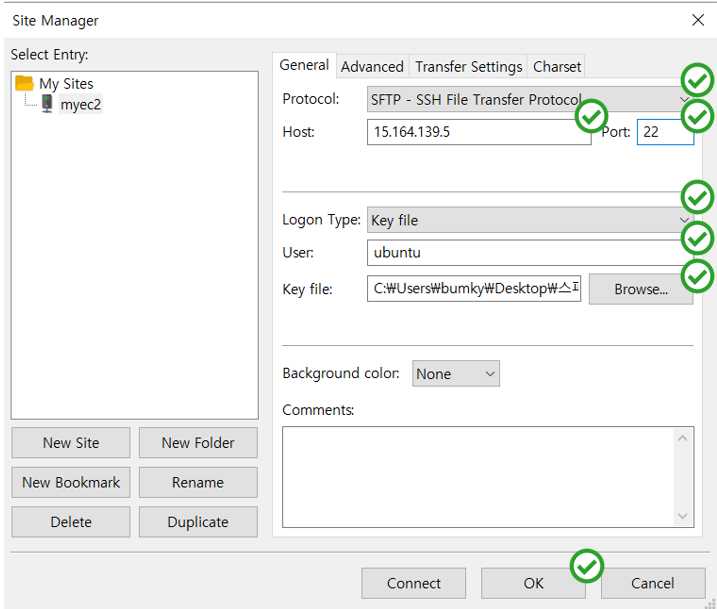 Site Manager
Select Entry:
My Sites
myec2
New Site
New Folder
New Bookmark
Rename
Delete
Duplicate
General
Advanced
Transfer Settings
Charset
Protocol:
SFTP - SSH File Transfer Protocol
Host:
15.164.139.5
Port:
22
Logon Type:
Key file
User:
ubuntu
Key file:
C:₩Users₩bumky₩Desktop₩스
Browse...
Background color:
None
Comments:
Connect
OK
Cancel